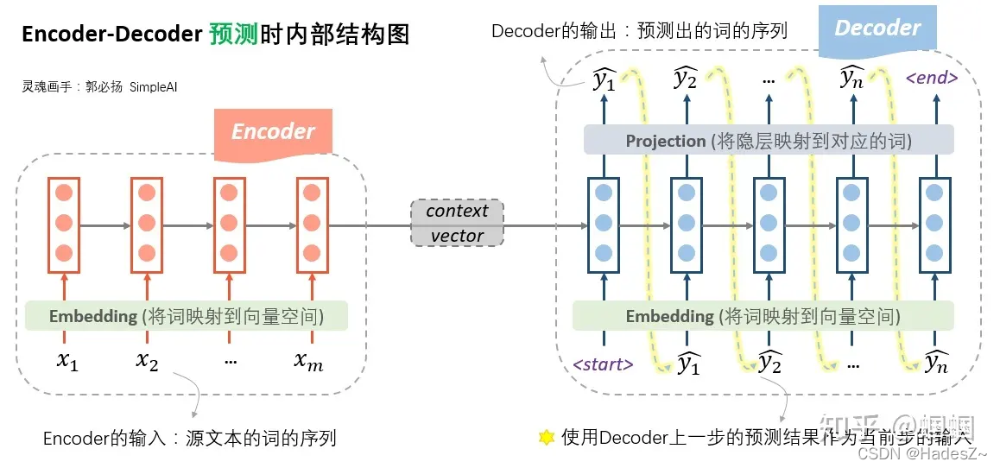 Encoder-Decoder 预测时内部结构图
灵魂画手：郭必扬 SimpleAI
Encoder
Embedding (将词映射到向量空间)
x₁ x₂ ... xₘ
Encoder的输入：源文本的词的序列
context
vector
Decoder的输出：预测出的词的序列
Decoder
ŷ₁ ŷ₂ ... ŷₙ <end>
Projection (将隐层映射到对应的词)
Embedding (将词映射到向量空间)
<start> ŷ₁ ŷ₂ ... ŷₙ
使用Decoder上一步的预测结果作为当前步的输入
知乎 @蝈蝈
CSDN @HadesZ~